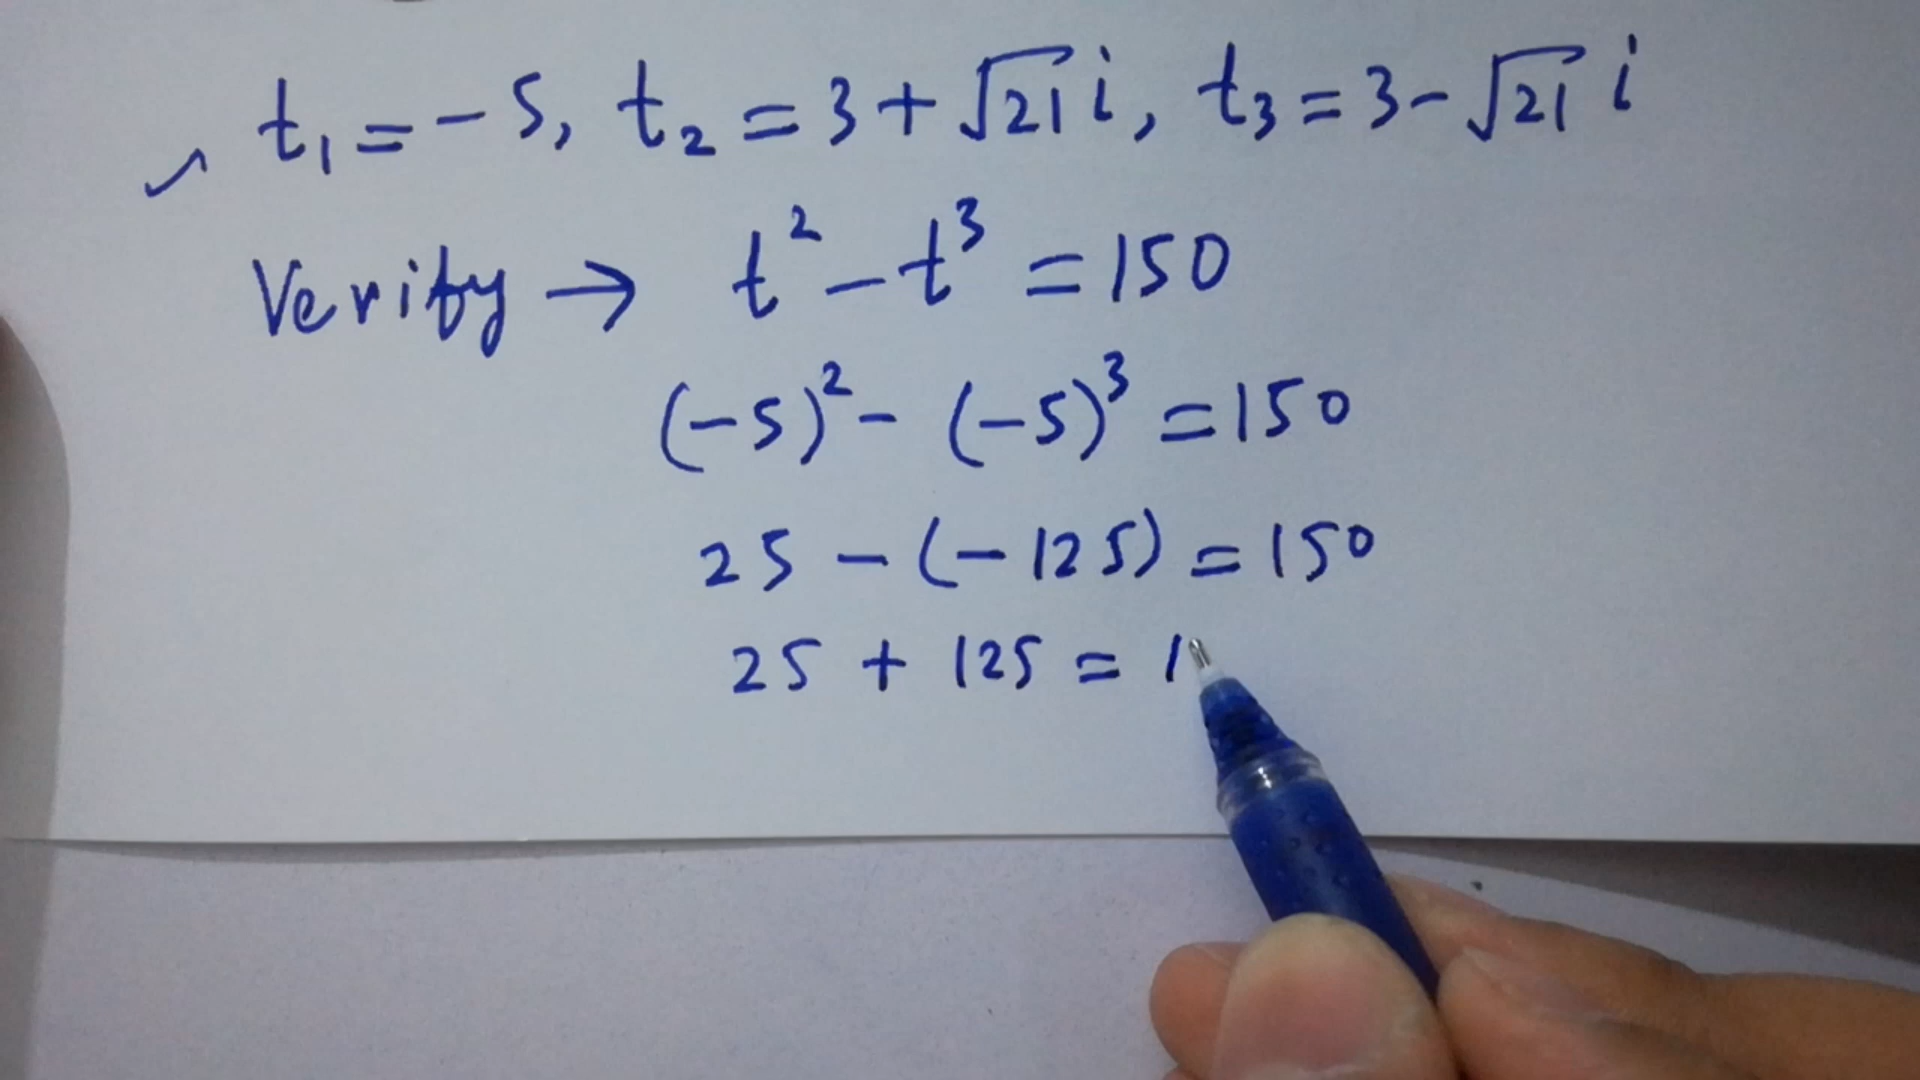 t₁ = -5, t₂ = 3 + √21 i, t₃ = 3 - √21 i
Verify → t² - t³ = 150
(-5)² - (-5)³ = 150
25 - (-125) = 150
25 + 125 = 1